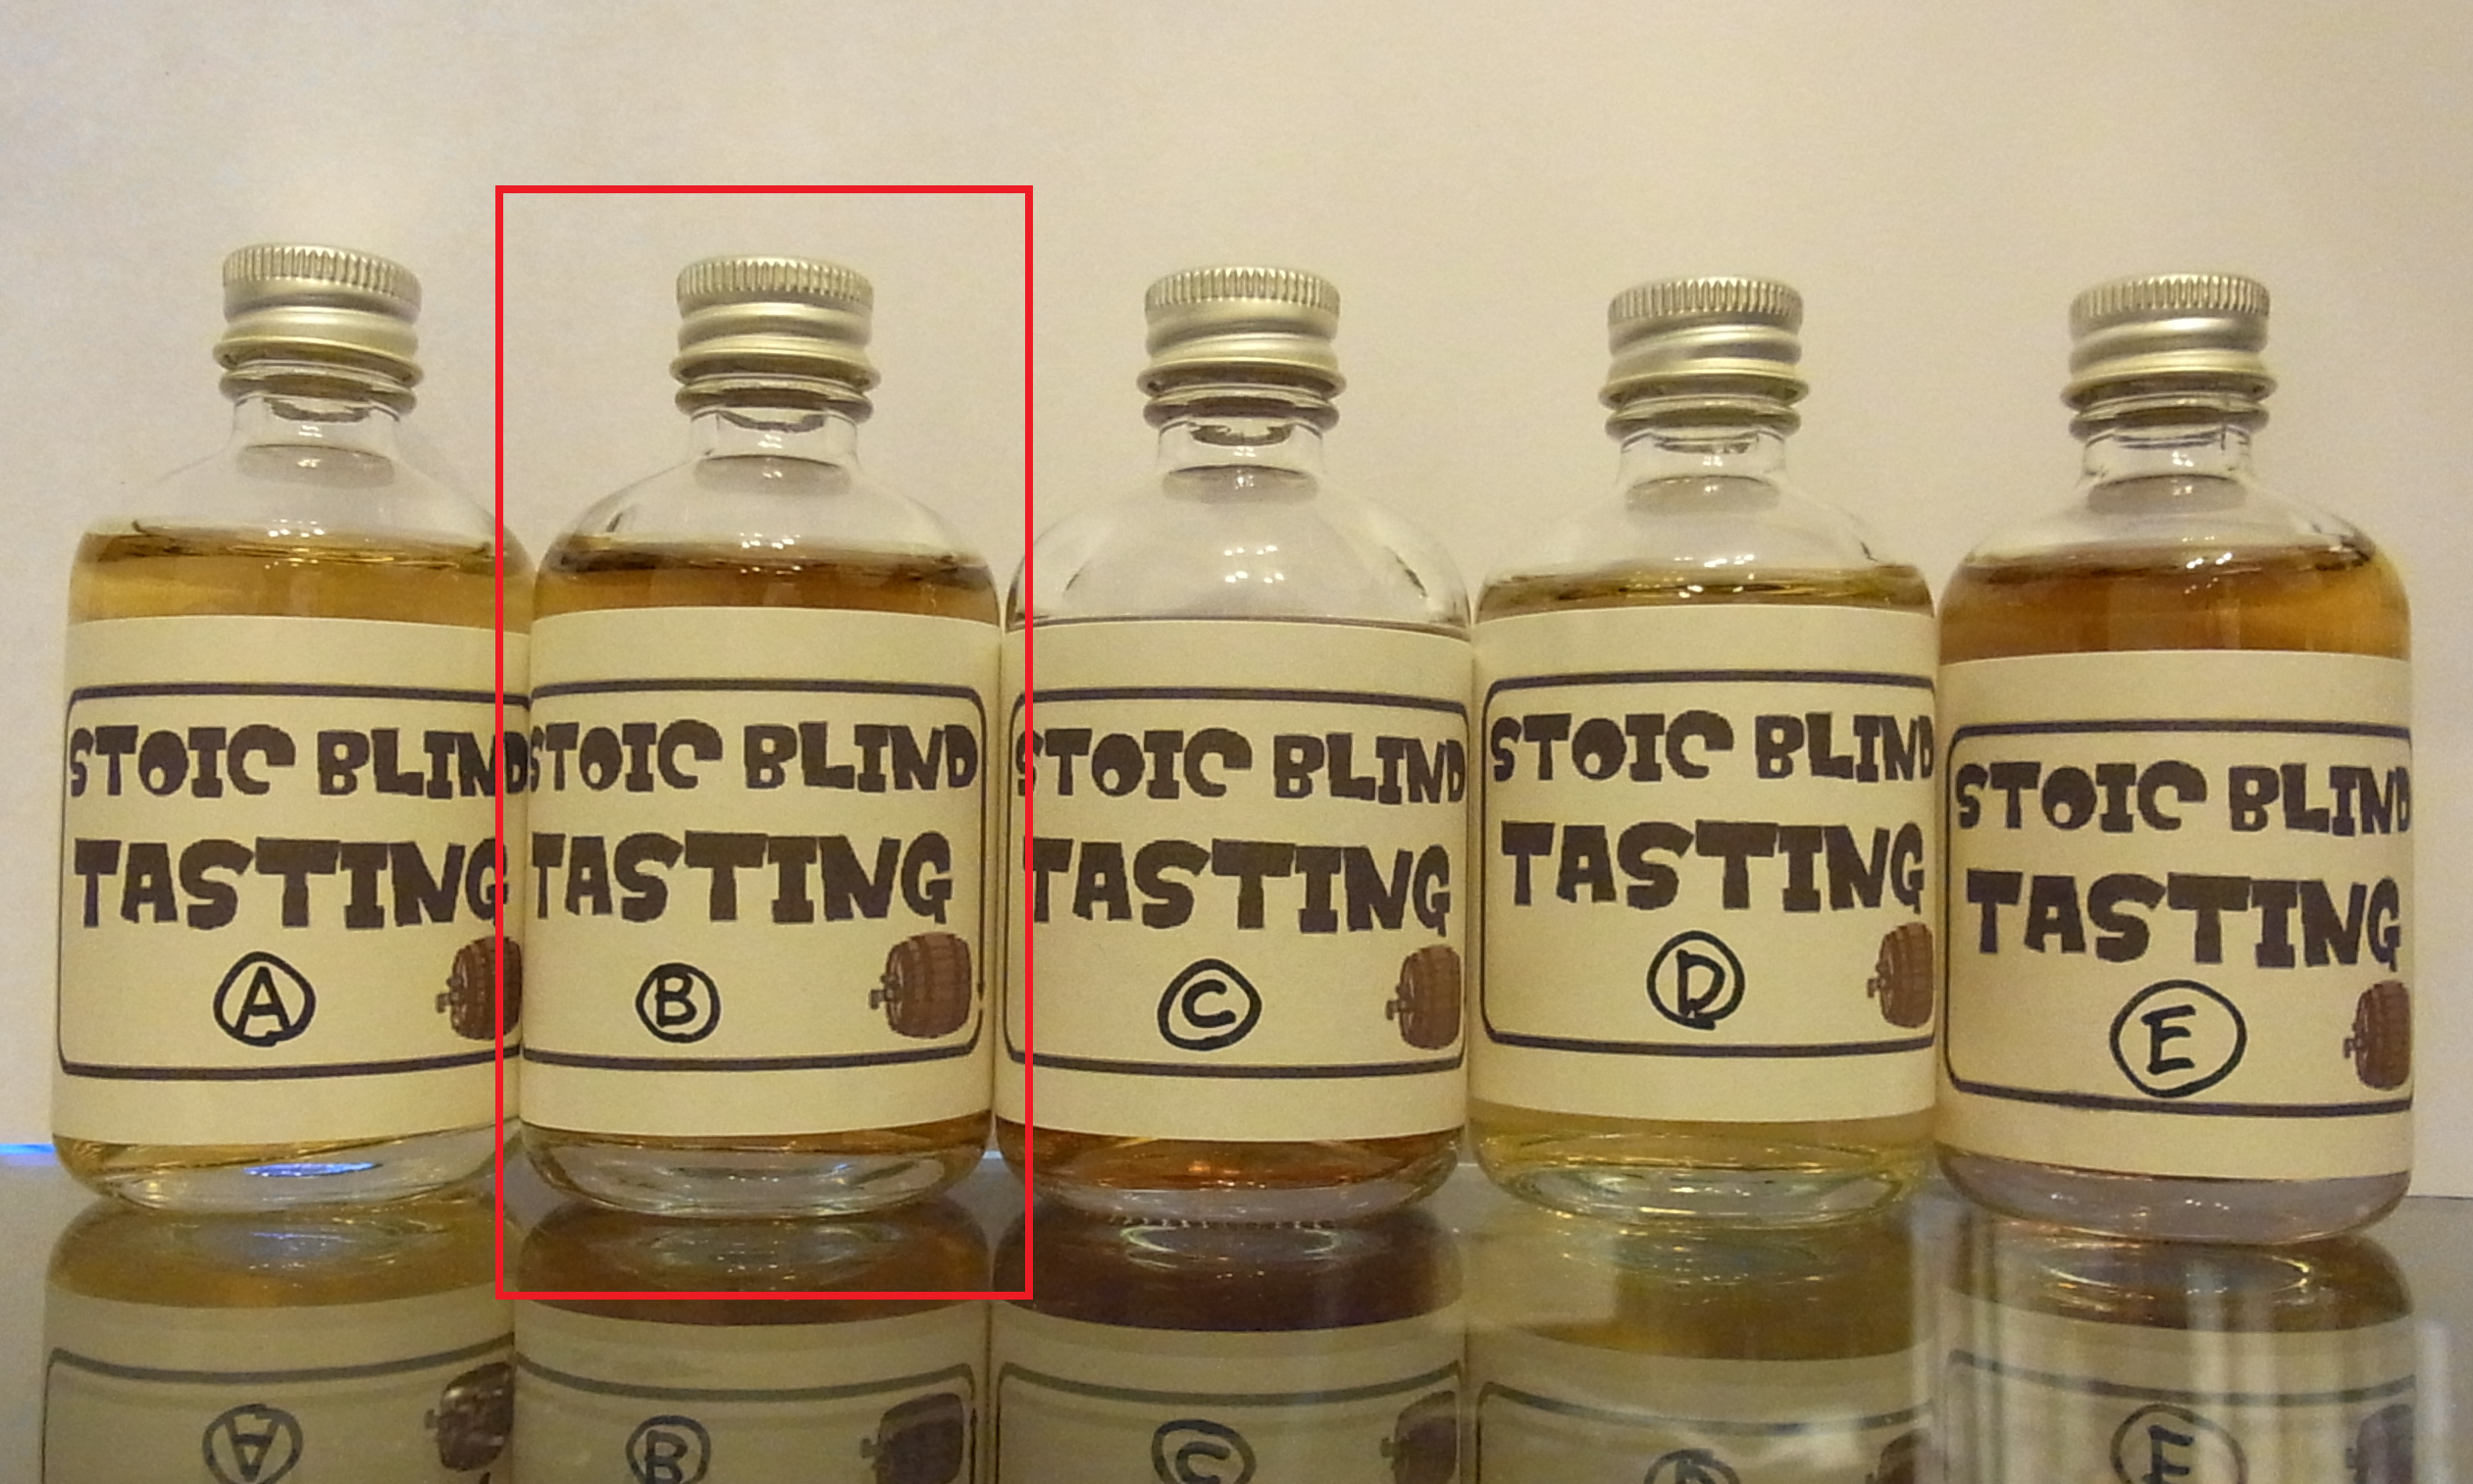 STOIC BLIND
TASTING
A
STOIC BLIND
TASTING
B
STOIC BLIND
TASTING
C
STOIC BLIND
TASTING
D
STOIC BLIND
TASTING
E